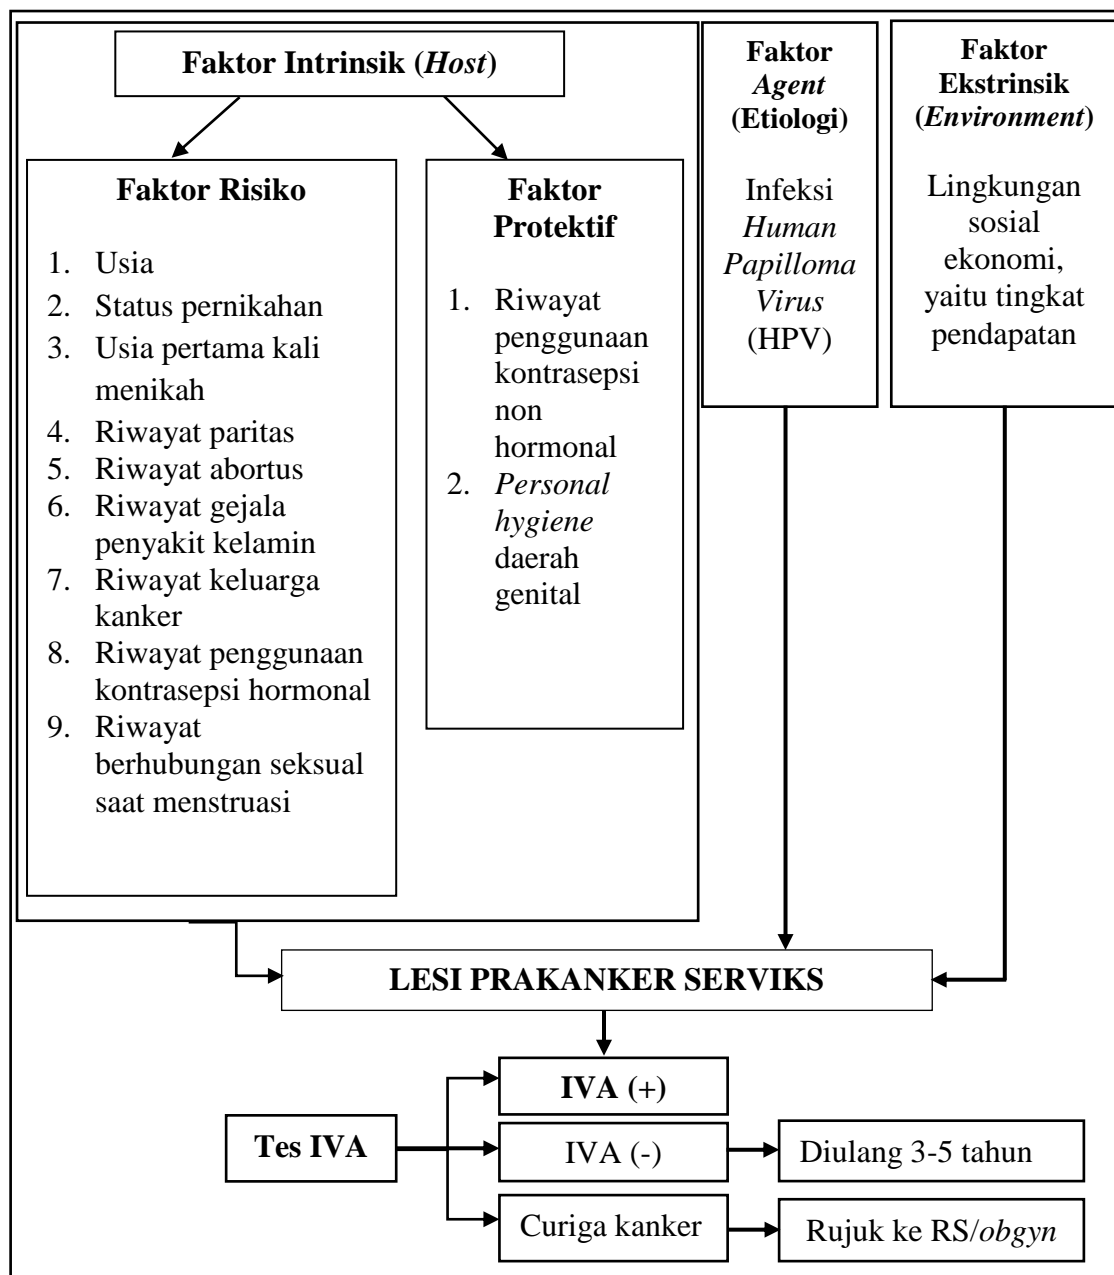 Faktor Intrinsik (Host)
Faktor Risiko
1. Usia
2. Status pernikahan
3. Usia pertama kali
menikah
4. Riwayat paritas
5. Riwayat abortus
6. Riwayat gejala
penyakit kelamin
7. Riwayat keluarga
kanker
8. Riwayat penggunaan
kontrasepsi hormonal
9. Riwayat
berhubungan seksual
saat menstruasi
Faktor
Protektif
1. Riwayat
penggunaan
kontrasepsi
non
hormonal
2. Personal
hygiene
daerah
genital
Faktor
Agent
(Etiologi)
Infeksi
Human
Papilloma
Virus
(HPV)
Faktor
Ekstrinsik
(Environment)
Lingkungan
sosial
ekonomi,
yaitu tingkat
pendapatan
LESI PRAKANKER SERVIKS
Tes IVA
IVA (+)
IVA (-)
Diulang 3-5 tahun
Curiga kanker
Rujuk ke RS/obgyn